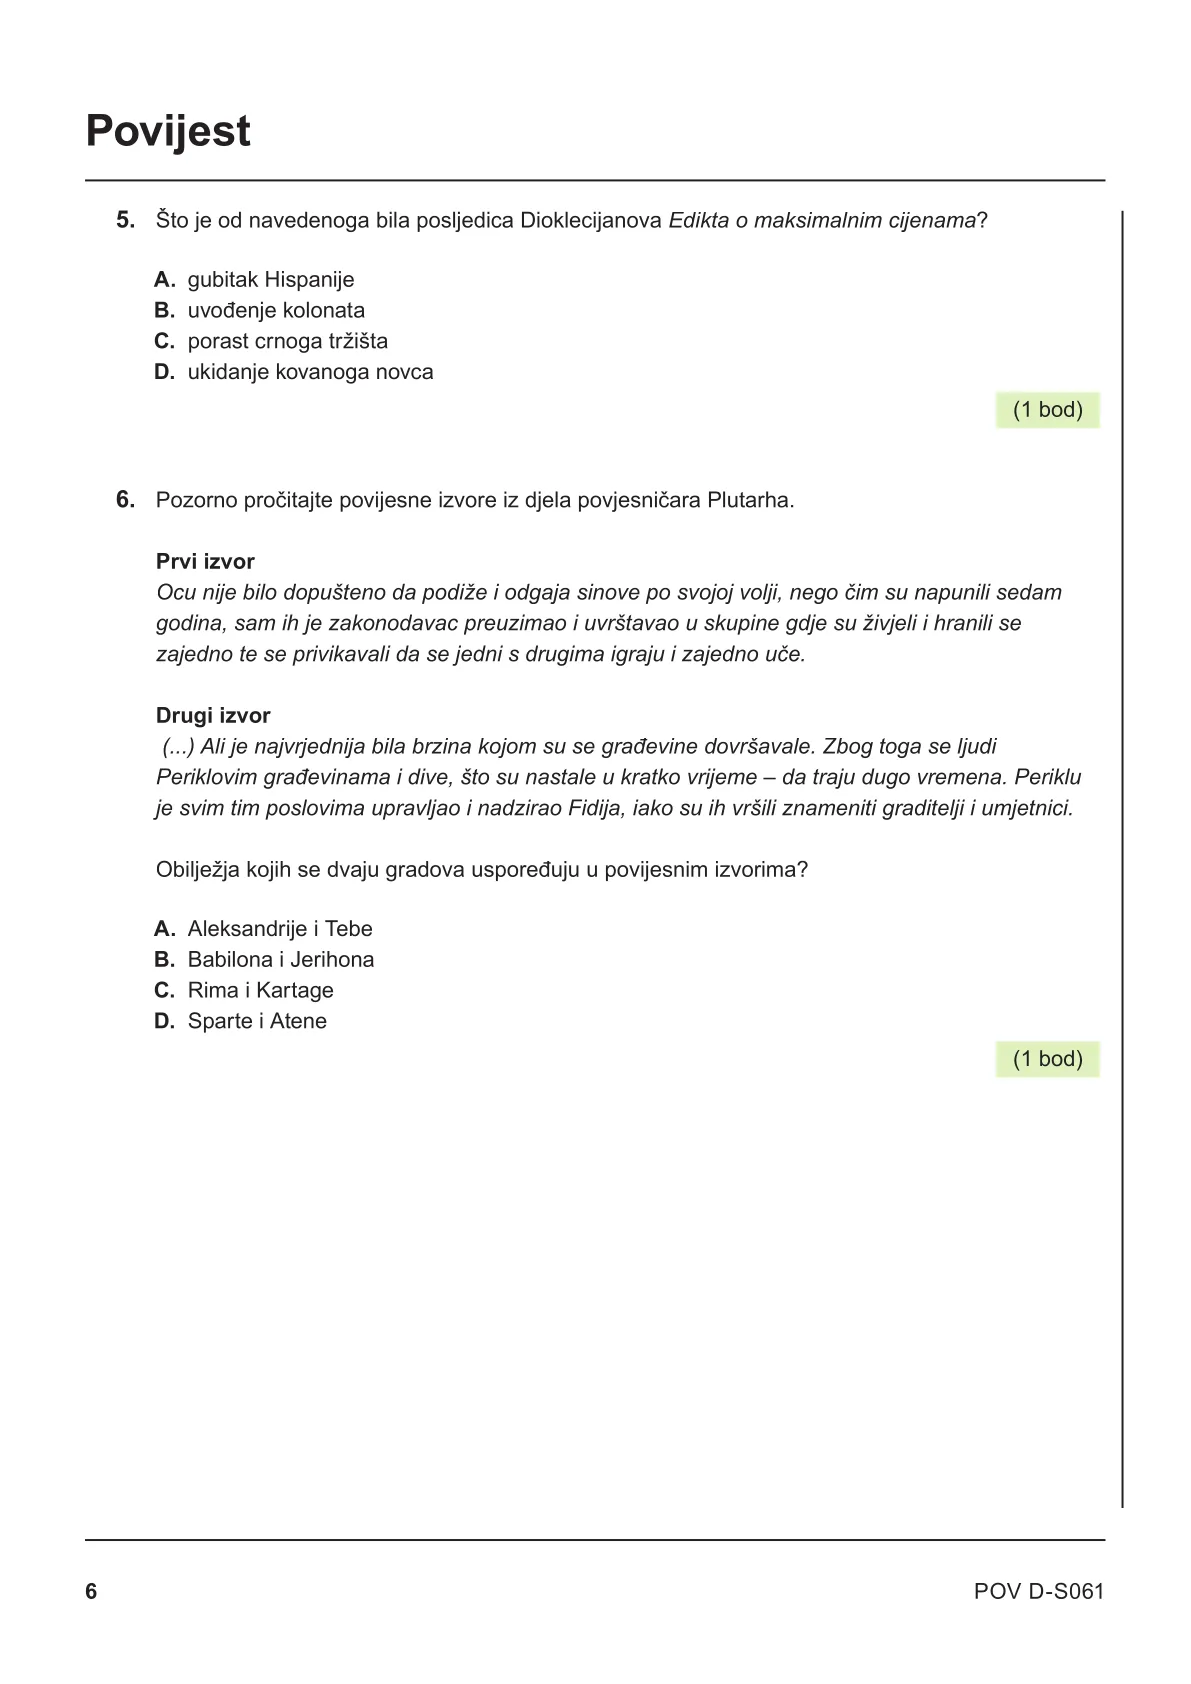 Povijest
5. Što je od navedenoga bila posljedica Dioklecijanova Edikta o maksimalnim cijenama?
A. gubitak Hispanije
B. uvođenje kolonata
C. porast crnoga tržišta
D. ukidanje kovanoga novca
(1 bod)
6. Pozorno pročitajte povijesne izvore iz djela povjesničara Plutarha.
Prvi izvor
Ocu nije bilo dopušteno da podiže i odgaja sinove po svojoj volji, nego čim su napunili sedam
godina, sam ih je zakonodavac preuzimao i uvrštavao u skupine gdje su živjeli i hranili se
zajedno te se privikavali da se jedni s drugima igraju i zajedno uče.
Drugi izvor
(...) Ali je najvrjednija bila brzina kojom su se građevine dovršavale. Zbog toga se ljudi
Periklovim građevinama i dive, što su nastale u kratko vrijeme – da traju dugo vremena. Periklu
je svim tim poslovima upravljao i nadzirao Fidija, iako su ih vršili znameniti graditelji i umjetnici.
Obilježja kojih se dvaju gradova uspoređuju u povijesnim izvorima?
A. Aleksandrije i Tebe
B. Babilona i Jerihona
C. Rima i Kartage
D. Sparte i Atene
(1 bod)
6
POV D-S061